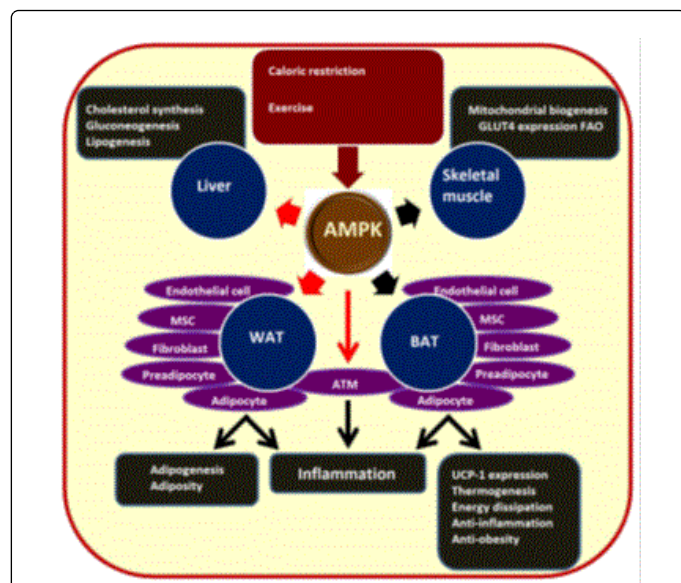 Caloric restriction
Exercise
Cholesterol synthesis
Gluconeogenesis
Lipogenesis
Mitochondrial biogenesis
GLUT4 expression FAO
Liver
Sketetal
muscle
AMPK
Endothelial cell
MSC
Fibroblast
Preadipocyte
Adipocyte
WAT
ATM
BAT
Endothelial cell
MSC
Fibroblast
Preadipocyte
Adipocyte
Adipogenesis
Adiposity
Inflammation
UCP-1 expression
Thermogenesis
Energy dissipation
Anti-inflammation
Anti-obesity